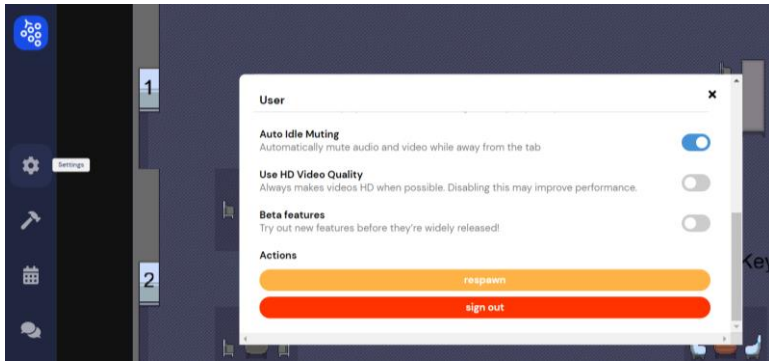 1
User
Auto Idle Muting
Automatically mute audio and video while away from the tab
Settings
Use HD Video Quality
Always makes videos HD when possible. Disabling this may improve performance.
Beta features
Try out new features before they're widely released!
Actions
Key
2
respawn
sign out